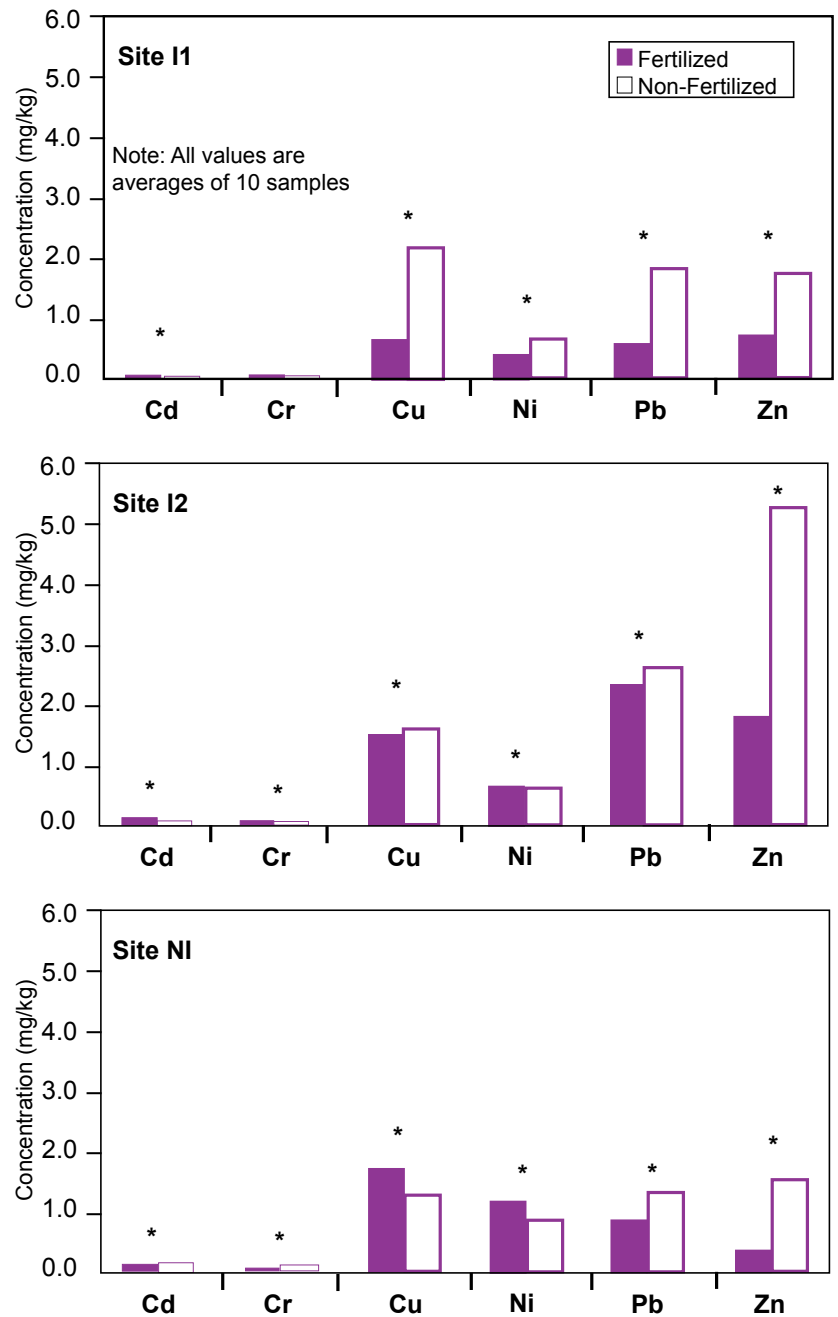 Site I1
Fertilized
Non-Fertilized
Note: All values are
averages of 10 samples
Concentration (mg/kg)
6.0
5.0
4.0
3.0
2.0
1.0
0.0
*
*
*
*
*
Cd Cr Cu Ni Pb Zn
Site I2
Concentration (mg/kg)
6.0
5.0
4.0
3.0
2.0
1.0
0.0
*
*
*
*
*
*
Cd Cr Cu Ni Pb Zn
Site NI
Concentration (mg/kg)
6.0
5.0
4.0
3.0
2.0
1.0
0.0
*
*
*
*
*
*
Cd Cr Cu Ni Pb Zn